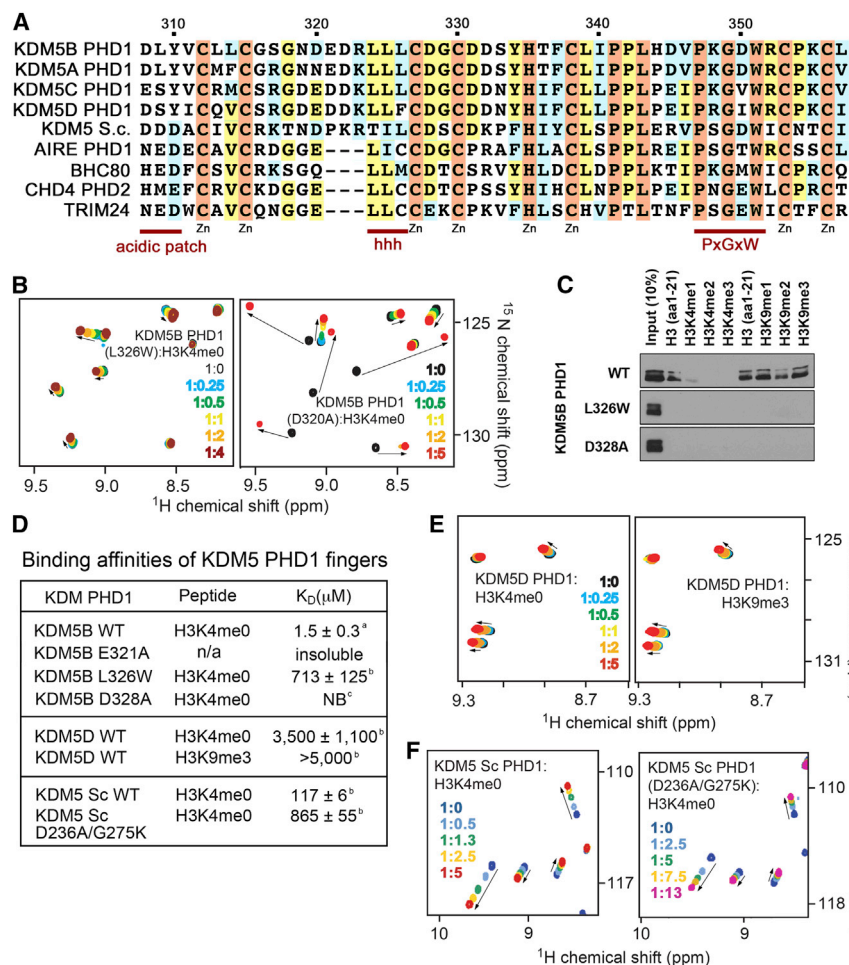 A
310 320 330 340 350
KDM5B PHD1 DLYVCLLCGSGNDEDRLLLCDGCDDSYHTFCLIPPLHDVPKGDWRCPKCL
KDM5A PHD1 DLYVCMFCGRGNNEDKLLLCDGCDDSYHTFCLIPPLPDVPKGDWRCPKCV
KDM5C PHD1 ESYVCRMCSRGDEDDKLLLCDGCDDNYHIFCLLPPLPEIPKGVWRCPKCV
KDM5D PHD1 DSYICQVCSRGDEDDKLLFCDGCDDNYHIFCLLPPLPEIPRGIWRCPKCI
KDM5 S.c. DDDACIVCRKTNDPKRTILCDSCDKPFHIYCLSPPLERVPSGDWICNTCI
AIRE PHD1 NEDECAVCRDGGE---LICCDGCPRAFHLACLSPPLREIPSGTWRCSSCL
BHC80 HEDFCSVCRKSGQ---LLMCDTCSRVYHLDCLDPPLKTIPKGMWICPRCQ
CHD4 PHD2 HMEFCRVCKDGGE---LLCCDTCPSSYHIHCLNPPLPEIPNGEWLCPRCT
TRIM24 NEDWCAVCQNGGE---LLCCEKCPKVFHLSCHVPTLTNFPSGEWICTFCR
Zn Zn Zn Zn Zn Zn Zn Zn
acidic patch hhh PxGxW
B
KDM5B PHD1
(L326W):H3K4me0
1:0
1:0.25
1:0.5
1:1
1:2
1:4
9.5 9.0 8.5
KDM5B PHD1
(D320A):H3K4me0
1:0
1:0.25
1:0.5
1:1
1:2
1:5
9.5 9.0 8.5
-125
-130
15 N chemical shift (ppm)
1H chemical shift (ppm)
C
Input (10%)
H3 (aa1-21)
H3K4me1
H3K4me2
H3K4me3
H3 (aa1-21)
H3K9me1
H3K9me2
H3K9me3
KDM5B PHD1
WT
L326W
D328A
D
Binding affinities of KDM5 PHD1 fingers
KDM PHD1 Peptide KD(μM)
KDM5B WT H3K4me0 1.5 ± 0.3a
KDM5B E321A n/a insoluble
KDM5B L326W H3K4me0 713 ± 125b
KDM5B D328A H3K4me0 NBc
KDM5D WT H3K4me0 3,500 ± 1,100b
KDM5D WT H3K9me3 >5,000b
KDM5 Sc WT H3K4me0 117 ± 6b
KDM5 Sc H3K4me0 865 ± 55b
D236A/G275K
E
KDM5D PHD1:
H3K4me0
1:0
1:0.25
1:0.5
1:1
1:2
1:5
9.3 8.7
KDM5D PHD1:
H3K9me3
9.3 8.7
-125
-131
1H chemical shift (ppm)
F
KDM5 Sc PHD1:
H3K4me0
1:0
1:0.5
1:1.3
1:2.5
1:5
-110
-117
10 9
KDM5 Sc PHD1
(D236A/G275K):
H3K4me0
1:0
1:2.5
1:5
1:7.5
1:13
-110
-118
10 9
1H chemical shift (ppm)